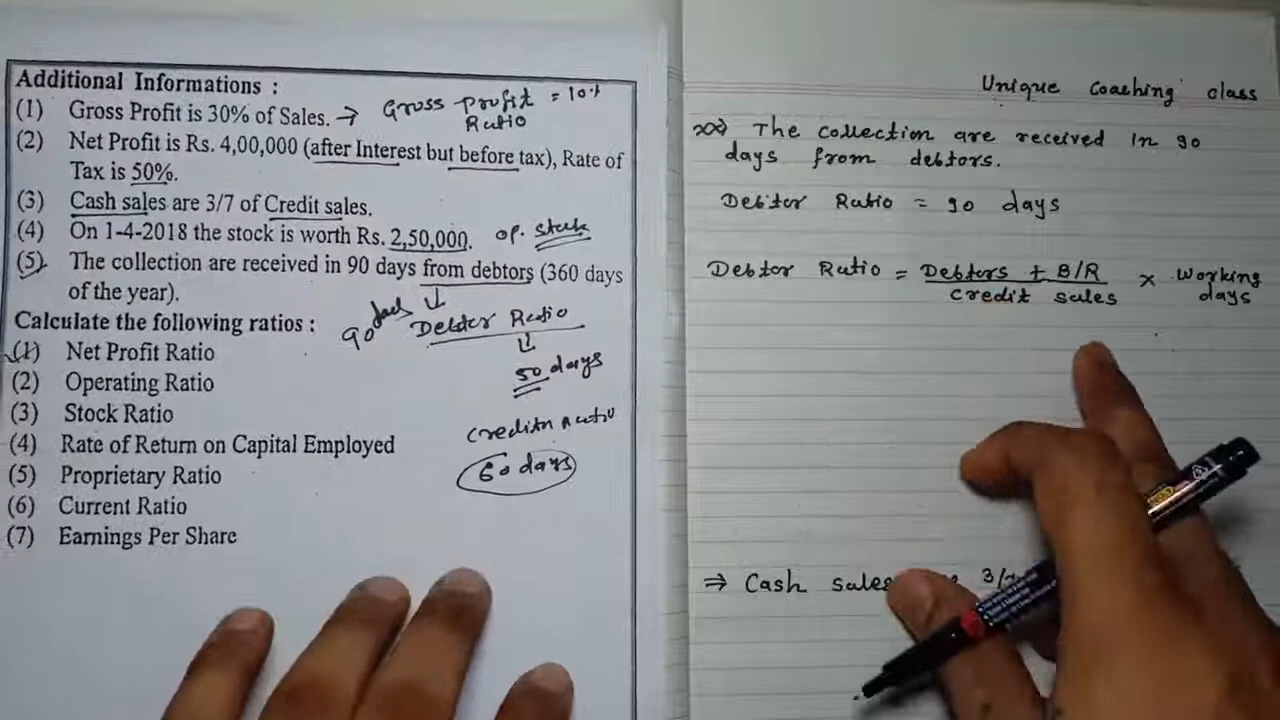 Additional Informations :
(1) Gross Profit is 30% of Sales. → Gross Profit Ratio = 10%
(2) Net Profit is Rs. 4,00,000 (after Interest but before tax), Rate of
Tax is 50%.
(3) Cash sales are 3/7 of Credit sales.
(4) On 1-4-2018 the stock is worth Rs. 2,50,000. op. stock
(5) The collection are received in 90 days from debtors (360 days
of the year).
90 days Debtor Ratio
Calculate the following ratios :
(1) Net Profit Ratio
50 days
(2) Operating Ratio
(3) Stock Ratio
(4) Rate of Return on Capital Employed
60 days
(5) Proprietary Ratio
(6) Current Ratio
(7) Earnings Per Share
Unique Coaching class
The collection are received in 90
days from debtors.
Debtor Ratio = 90 days
Debtor Ratio = Debtors + B/R × Working
credit sales days
⇒ Cash sales 3/